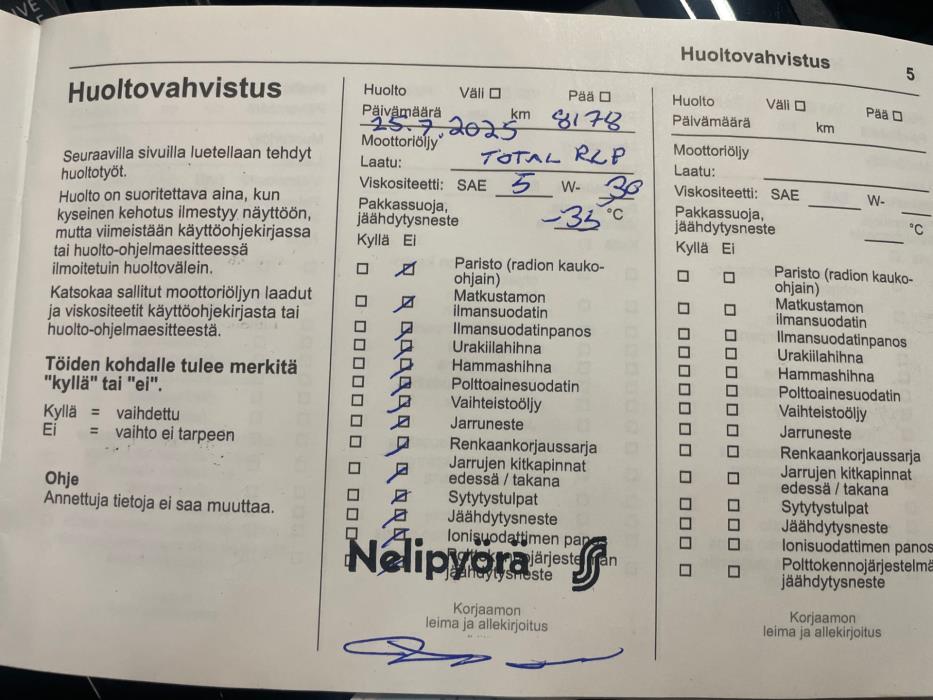 Huoltovahvistus
5
Huoltovahvistus
Seuraavilla sivuilla luetellaan tehdyt
huoltotyöt.
Huolto on suoritettava aina, kun
kyseinen kehotus ilmestyy näyttöön,
mutta viimeistään käyttöohjekirjassa
tai huolto-ohjelmaesitteessä
ilmoitetuin huoltovälein.
Katsokaa sallitut moottoriöljyn laadut
ja viskositeetit käyttöohjekirjasta tai
huolto-ohjelmaesitteestä.
Töiden kohdalle tulee merkitä
"kyllä" tai "ei".
Kyllä = vaihdettu
Ei = vaihto ei tarpeen
Ohje
Annettuja tietoja ei saa muuttaa.
Huolto Väli Pää
Päivämäärä km 8178
25.7.2025
Moottoriöljy
Laatu: TOTAL RLP
Viskositeetti: SAE 5 W- 30
Pakkassuoja,
jäähdytysneste -35 °C
Kyllä Ei
Paristo (radion kauko-
ohjain)
Matkustamon
ilmansuodatin
Ilmansuodatinpanos
Urakiilahihna
Hammashihna
Polttoainesuodatin
Vaihteistoöljy
Jarruneste
Renkaankorjaussarja
Jarrujen kitkapinnat
edessä / takana
Sytytystulpat
Jäähdytysneste
Ionisuodattimen panos
Polttokennojärjestelmän
jäähdytysneste
Nelipyörä
Korjaamon
leima ja allekirjoitus
Huolto Väli Pää
Päivämäärä km
Moottoriöljy
Laatu:
Viskositeetti: SAE W-
Pakkassuoja,
jäähdytysneste °C
Kyllä Ei
Paristo (radion kauko-
ohjain)
Matkustamon
ilmansuodatin
Ilmansuodatinpanos
Urakiilahihna
Hammashihna
Polttoainesuodatin
Vaihteistoöljy
Jarruneste
Renkaankorjaussarja
Jarrujen kitkapinnat
edessä / takana
Sytytystulpat
Jäähdytysneste
Ionisuodattimen panos
Polttokennojärjestelmä
jäähdytysneste
Korjaamon
leima ja allekirjoitus